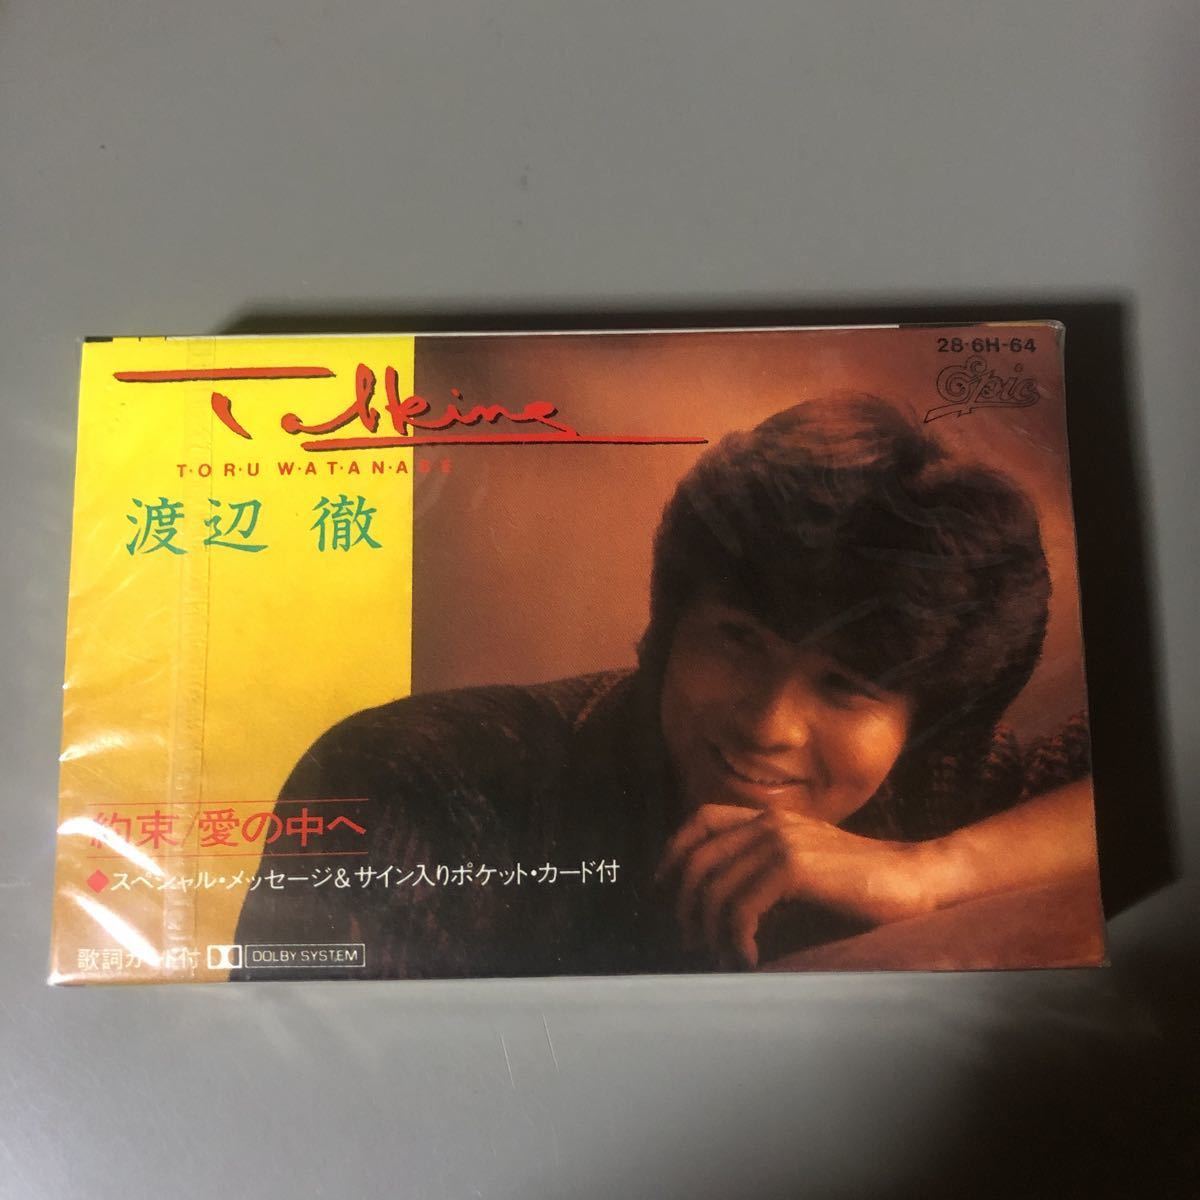 28·6H-64
Epic
Talking
T·O·R·U W·A·T·A·N·A·B·E
渡辺 徹
約束/愛の中へ
◆スペシャル・メッセージ&サイン入りポケット・カード付
歌詞カード付 DOLBY SYSTEM